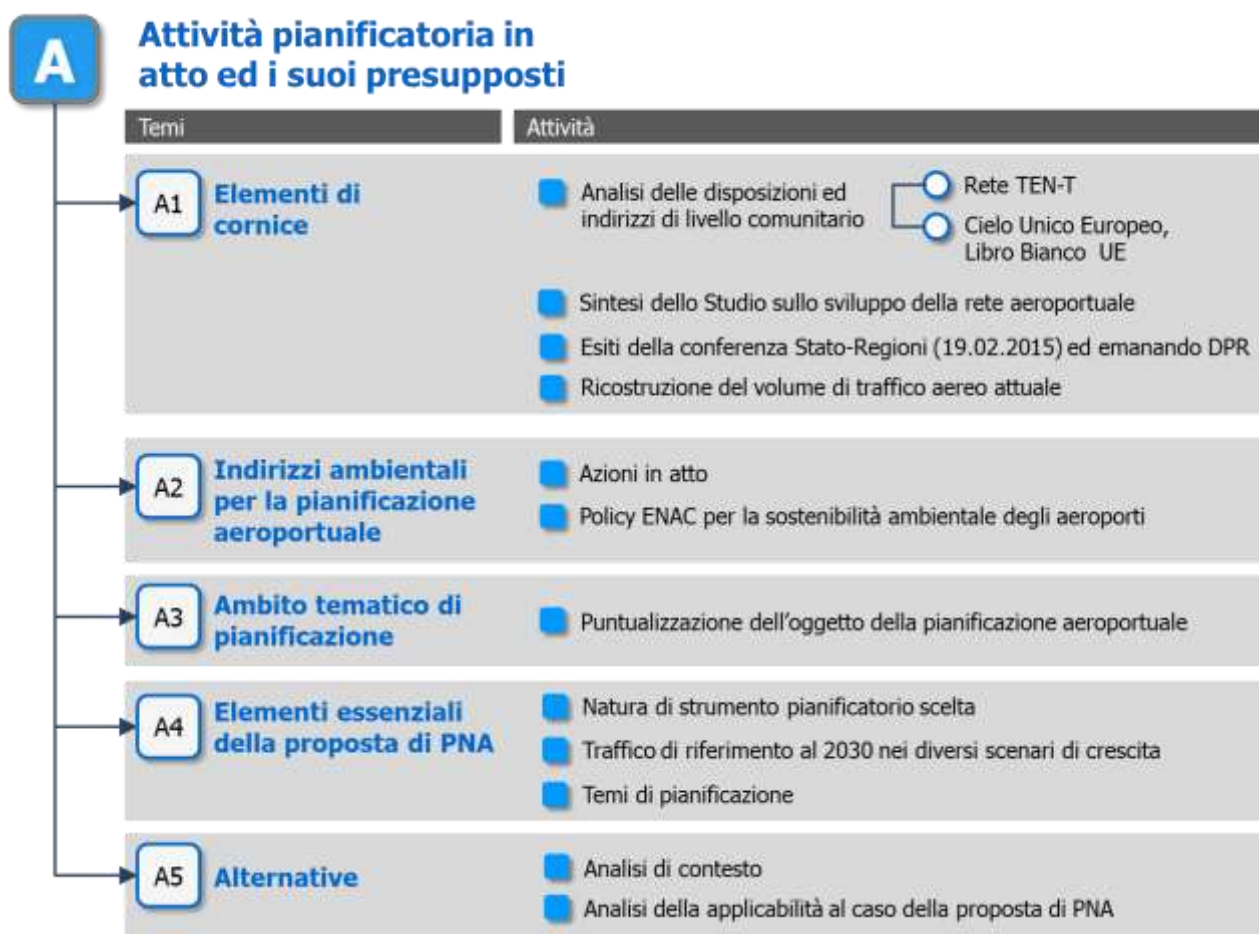 A
Attività pianificatoria in
atto ed i suoi presupposti
Temi
Attività
A1
Elementi di
cornice
Analisi delle disposizioni ed
indirizzi di livello comunitario
Rete TEN-T
Cielo Unico Europeo,
Libro Bianco UE
Sintesi dello Studio sullo sviluppo della rete aeroportuale
Esiti della conferenza Stato-Regioni (19.02.2015) ed emanando DPR
Ricostruzione del volume di traffico aereo attuale
A2
Indirizzi ambientali
per la pianificazione
aeroportuale
Azioni in atto
Policy ENAC per la sostenibilità ambientale degli aeroporti
A3
Ambito tematico di
pianificazione
Puntualizzazione dell'oggetto della pianificazione aeroportuale
A4
Elementi essenziali
della proposta di PNA
Natura di strumento pianificatorio scelta
Traffico di riferimento al 2030 nei diversi scenari di crescita
Temi di pianificazione
A5
Alternative
Analisi di contesto
Analisi della applicabilità al caso della proposta di PNA